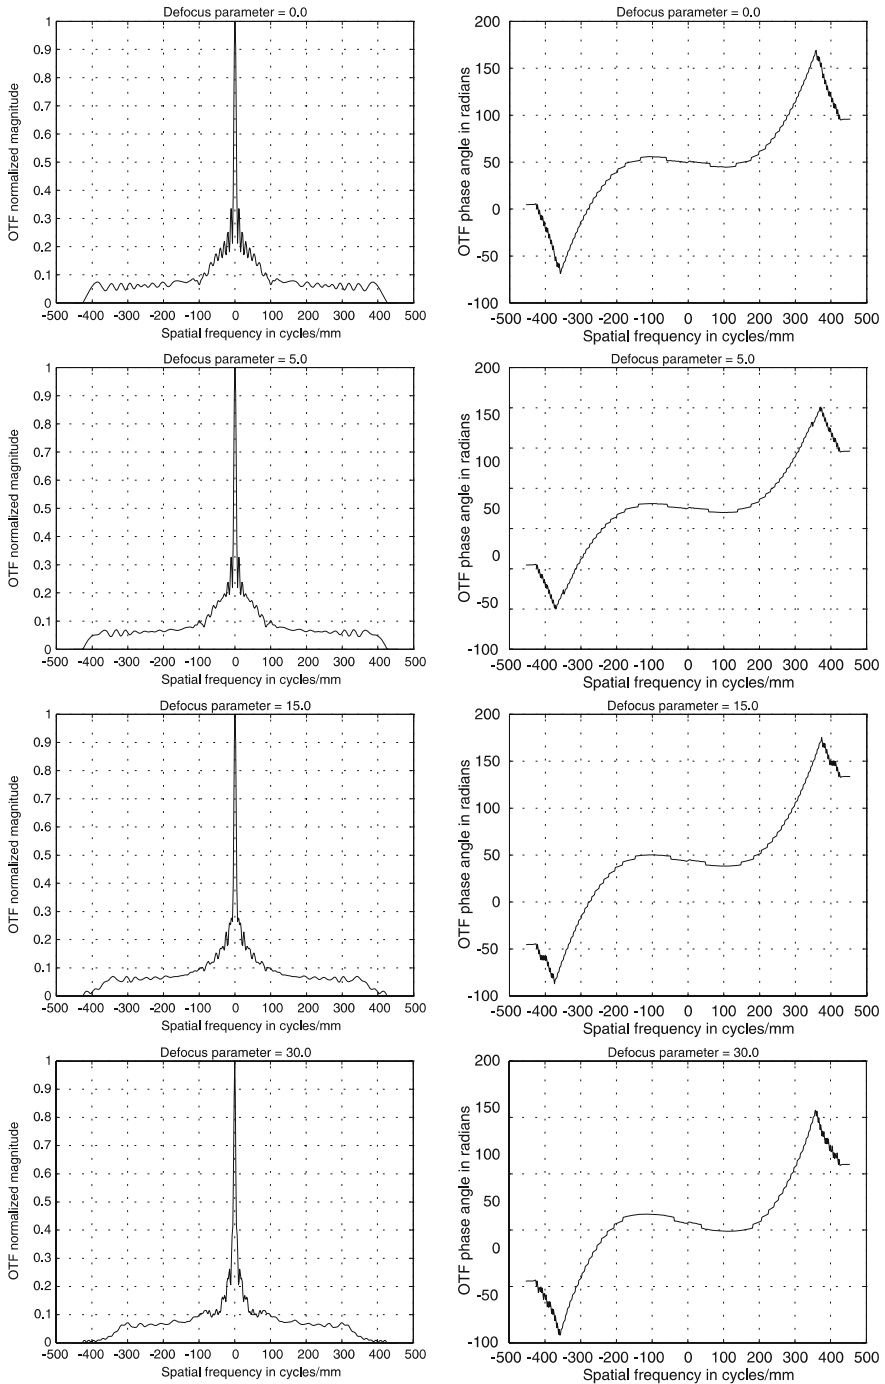 Defocus parameter = 0.0
OTF normalized magnitude
1
0.9
0.8
0.7
0.6
0.5
0.4
0.3
0.2
0.1
0
-500 -400 -300 -200 -100 0 100 200 300 400 500
Spatial frequency in cycles/mm
Defocus parameter = 0.0
OTF phase angle in radians
200
150
100
50
0
-50
-100
-500 -400 -300 -200 -100 0 100 200 300 400 500
Spatial frequency in cycles/mm
Defocus parameter = 5.0
OTF normalized magnitude
1
0.9
0.8
0.7
0.6
0.5
0.4
0.3
0.2
0.1
0
-500 -400 -300 -200 -100 0 100 200 300 400 500
Spatial frequency in cycles/mm
Defocus parameter = 5.0
OTF phase angle in radians
200
150
100
50
0
-50
-100
-500 -400 -300 -200 -100 0 100 200 300 400 500
Spatial frequency in cycles/mm
Defocus parameter = 15.0
OTF normalized magnitude
1
0.9
0.8
0.7
0.6
0.5
0.4
0.3
0.2
0.1
0
-500 -400 -300 -200 -100 0 100 200 300 400 500
Spatial frequency in cycles/mm
Defocus parameter = 15.0
OTF phase angle in radians
200
150
100
50
0
-50
-100
-500 -400 -300 -200 -100 0 100 200 300 400 500
Spatial frequency in cycles/mm
Defocus parameter = 30.0
OTF normalized magnitude
1
0.9
0.8
0.7
0.6
0.5
0.4
0.3
0.2
0.1
0
-500 -400 -300 -200 -100 0 100 200 300 400 500
Spatial frequency in cycles/mm
Defocus parameter = 30.0
OTF phase angle in radians
200
150
100
50
0
-50
-100
-500 -400 -300 -200 -100 0 100 200 300 400 500
Spatial frequency in cycles/mm